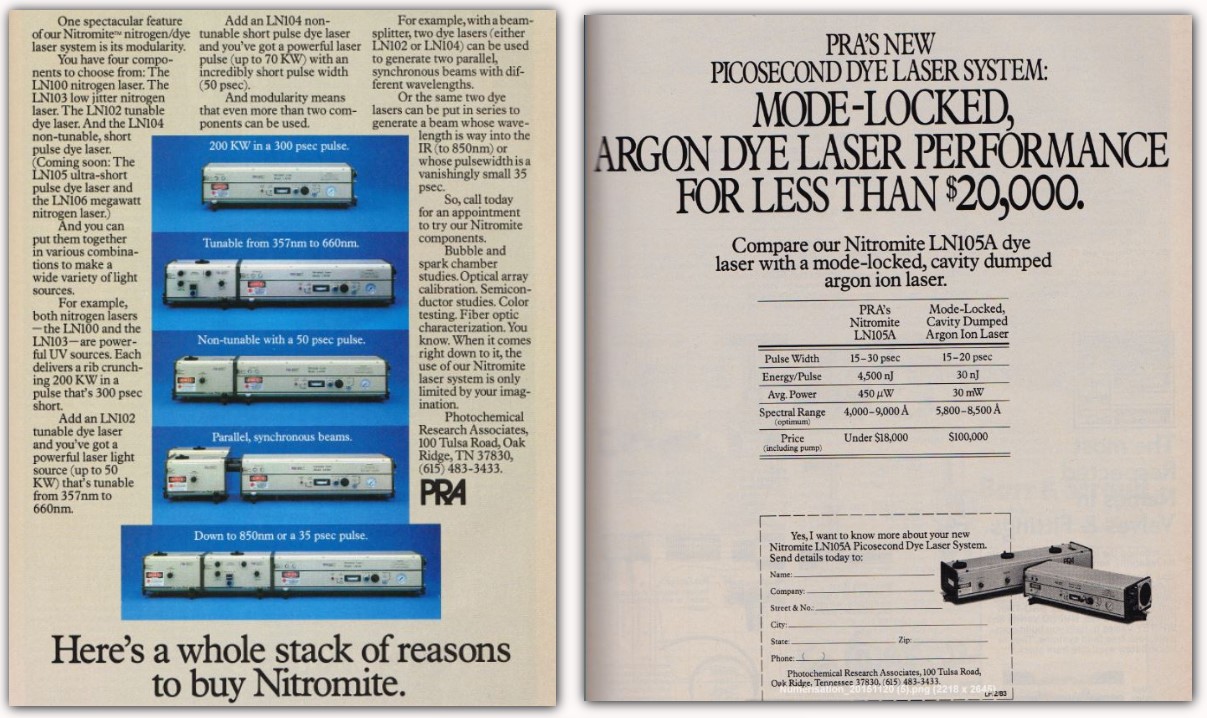 One spectacular feature
of our Nitromite™ nitrogen/dye
laser system is its modularity.
You have four compo-
nents to choose from: The
LN100 nitrogen laser. The
LN103 low jitter nitrogen
laser. The LN102 tunable
dye laser. And the LN104
non-tunable, short
pulse dye laser.
(Coming soon: The
LN105 ultra-short
pulse dye laser and
the LN106 megawatt
nitrogen laser.)
And you can
put them together
in various combina-
tions to make a
wide variety of light
sources.
For example,
both nitrogen lasers
—the LN100 and the
LN103—are power-
ful UV sources. Each
delivers a rib crunch-
ing 200 KW in a
pulse that's 300 psec
short.
Add an LN102
tunable dye laser
and you've got a
powerful laser light
source (up to 50
KW) that's tunable
from 357nm to
660nm.
Add an LN104 non-
tunable short pulse dye laser
and you've got a powerful laser
pulse (up to 70 KW) with an
incredibly short pulse width
(50 psec).
And modularity means
that even more than two com-
ponents can be used.
For example, with a beam-
splitter, two dye lasers (either
LN102 or LN104) can be used
to generate two parallel,
synchronous beams with dif-
ferent wavelengths.
Or the same two dye
lasers can be put in series to
generate a beam whose wave-
length is way into the
IR (to 850nm) or
whose pulsewidth is a
vanishingly small 35
psec.
So, call today
for an appointment
to try our Nitromite
components.
Bubble and
spark chamber
studies. Optical array
calibration. Semicon-
ductor studies. Color
testing. Fiber optic
characterization. You
know. When it comes
right down to it, the
use of our Nitromite
laser system is only
limited by your imag-
ination.
Photochemical
Research Associates,
100 Tulsa Road, Oak
Ridge, TN 37830,
(615) 483-3433.
PRA
200 KW in a 300 psec pulse.
Tunable from 357nm to 660nm.
Non-tunable with a 50 psec pulse.
Parallel, synchronous beams.
Down to 850nm or a 35 psec pulse.
Here's a whole stack of reasons
to buy Nitromite.
PRA'S NEW
PICOSECOND DYE LASER SYSTEM:
MODE-LOCKED,
ARGON DYE LASER PERFORMANCE
FOR LESS THAN $20,000.
Compare our Nitromite LN105A dye
laser with a mode-locked, cavity dumped
argon ion laser.
PRA's Nitromite LN105A Mode-Locked, Cavity Dumped Argon Ion Laser
Pulse Width 15-30 psec 15-20 psec
Energy/Pulse 4,500 nJ 30 nJ
Avg. Power 450 µW 30 mW
Spectral Range (optimum) 4,000-9,000 Å 5,800-8,500 Å
Price (including pump) Under $18,000 $100,000
Yes, I want to know more about your new
Nitromite LN105A Picosecond Dye Laser System.
Send details today to:
Name:
Company:
Street & No.:
City:
State: Zip:
Phone: ( )
Photochemical Research Associates, 100 Tulsa Road,
Oak Ridge, Tennessee 37830, (615) 483-3433.